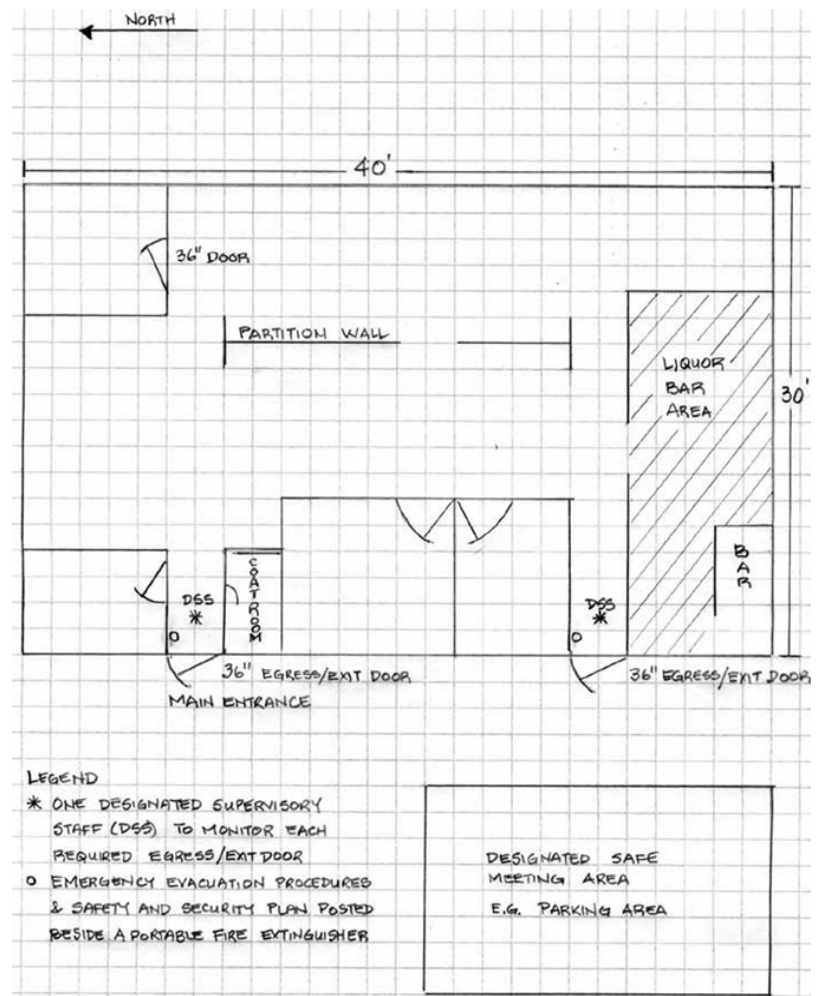 NORTH
40'
36" DOOR
PARTITION WALL
LIQUOR
BAR
AREA
30'
COATROOM
DSS
*
DSS
*
BAR
o
o
36" EGRESS/EXIT DOOR
36" EGRESS/EXIT DOOR
MAIN ENTRANCE
LEGEND
* ONE DESIGNATED SUPERVISORY
STAFF (DSS) TO MONITOR EACH
REQUIRED EGRESS/EXIT DOOR
o EMERGENCY EVACUATION PROCEDURES
& SAFETY AND SECURITY PLAN POSTED
BESIDE A PORTABLE FIRE EXTINGUISHER
DESIGNATED SAFE
MEETING AREA
E.G. PARKING AREA